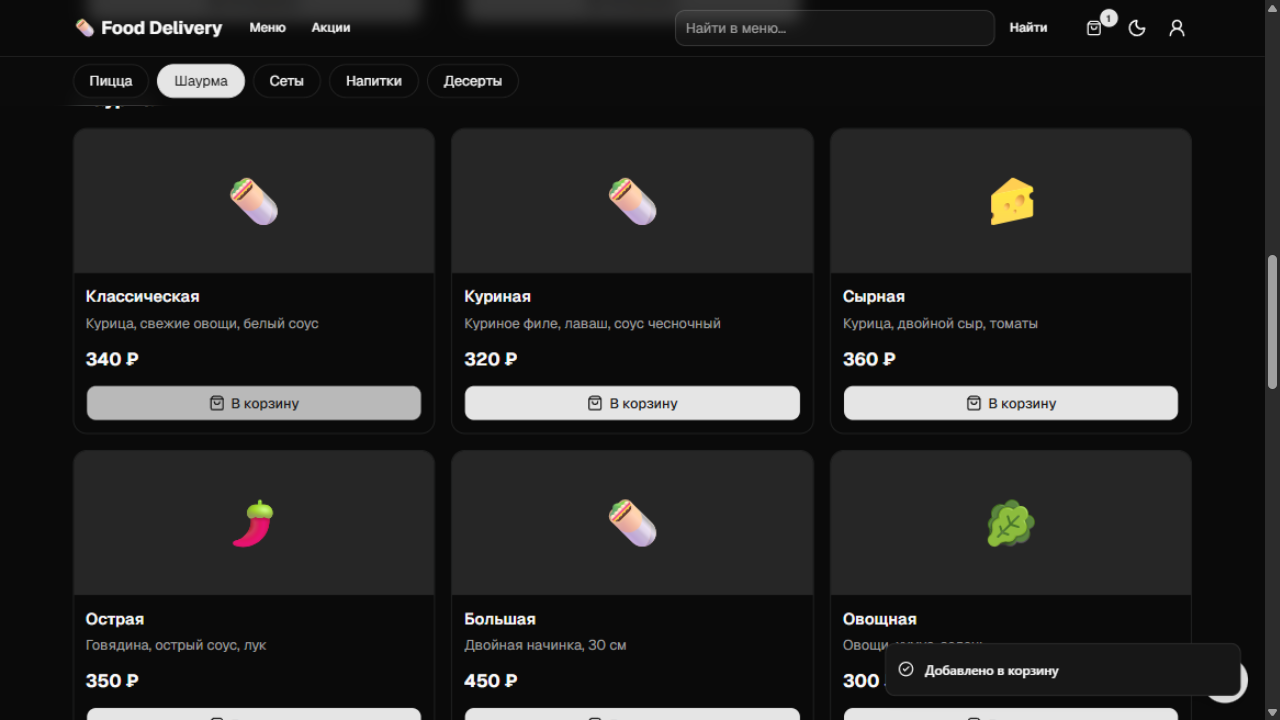 Food Delivery
Меню
Акции
Найти в меню...
Найти
1
Пицца
Шаурма
Сеты
Напитки
Десерты
Классическая
Курица, свежие овощи, белый соус
340 ₽
В корзину
Куриная
Куриное филе, лаваш, соус чесночный
320 ₽
В корзину
Сырная
Курица, двойной сыр, томаты
360 ₽
В корзину
Острая
Говядина, острый соус, лук
350 ₽
Большая
Двойная начинка, 30 см
450 ₽
Овощная
Овощи
300
Добавлено в корзину